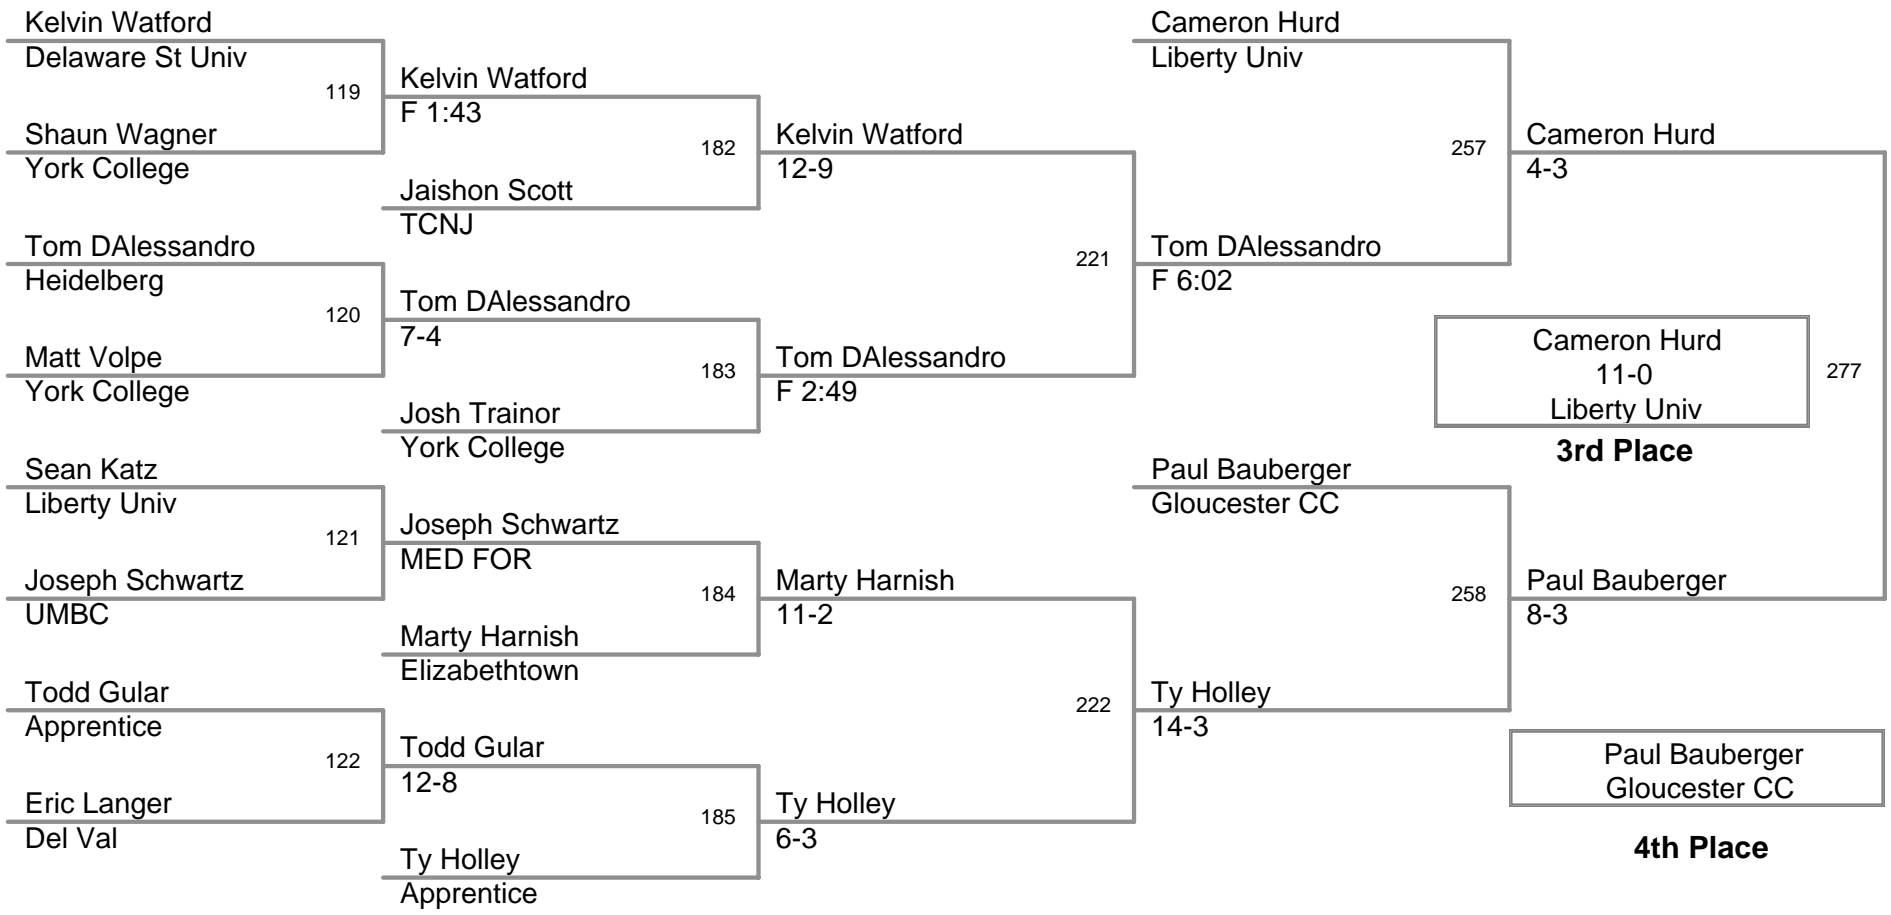 Kelvin Watford
Delaware St Univ
119
Shaun Wagner
York College
Tom DAlessandro
Heidelberg
120
Matt Volpe
York College
Sean Katz
Liberty Univ
121
Joseph Schwartz
UMBC
Todd Gular
Apprentice
122
Eric Langer
Del Val
Kelvin Watford
F 1:43
182
Jaishon Scott
TCNJ
Tom DAlessandro
7-4
183
Josh Trainor
York College
Joseph Schwartz
MED FOR
184
Marty Harnish
Elizabethtown
Todd Gular
12-8
185
Ty Holley
Apprentice
Kelvin Watford
12-9
221
Tom DAlessandro
F 2:49
Marty Harnish
11-2
222
Ty Holley
6-3
Cameron Hurd
Liberty Univ
257
Tom DAlessandro
F 6:02
Paul Bauberger
Gloucester CC
258
Ty Holley
14-3
Cameron Hurd
4-3
277
Paul Bauberger
8-3
Cameron Hurd
11-0
Liberty Univ
3rd Place
Paul Bauberger
Gloucester CC
4th Place